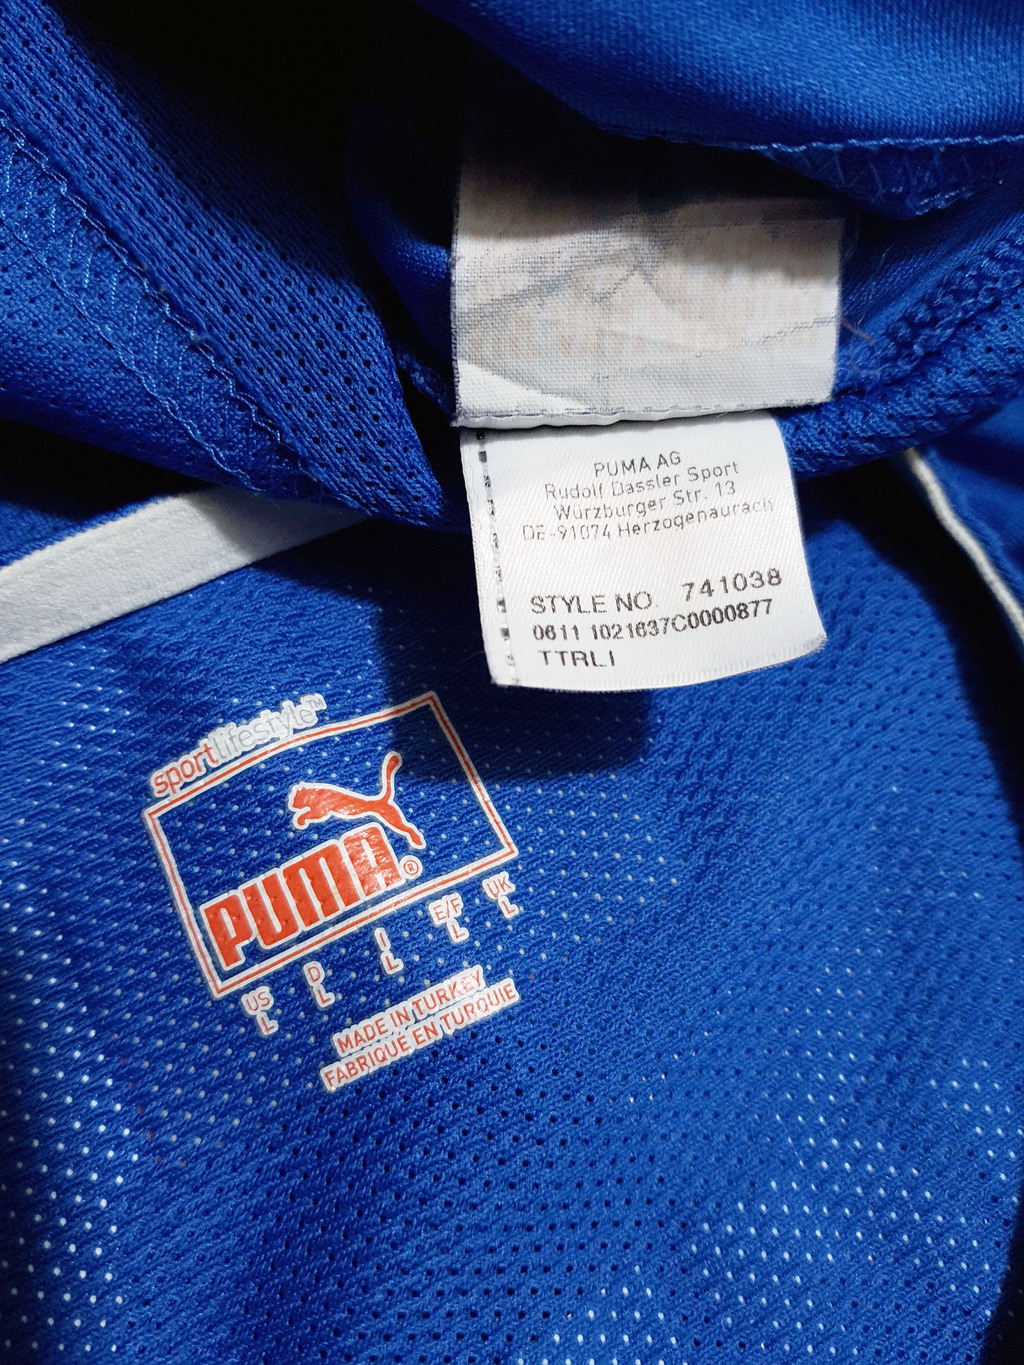 PUMA AG
Rudolf Dassler Sport
Würzburger Str. 13
DE-91074 Herzogenaurach
STYLE NO. 741038
0611 1021637C0000877
TTRLI
sportlifestyle™
PUMA®
US D I E/F UK
L L L L L
MADE IN TURKEY
FABRIQUE EN TURQUIE